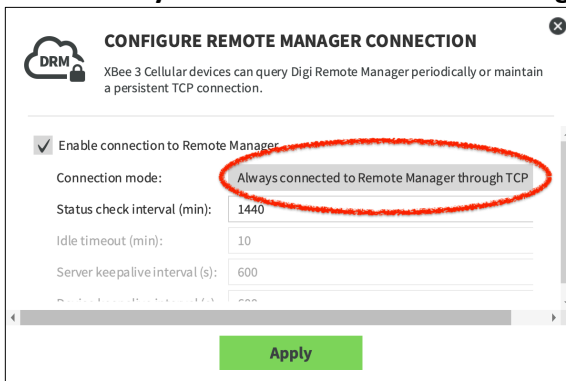 DRM
CONFIGURE REMOTE MANAGER CONNECTION
XBee 3 Cellular devices can query Digi Remote Manager periodically or maintain
a persistent TCP connection.
Enable connection to Remote Manager
Connection mode: Always connected to Remote Manager through TCP
Status check interval (min): 1440
Idle timeout (min): 10
Server keepalive interval (s): 600
Apply